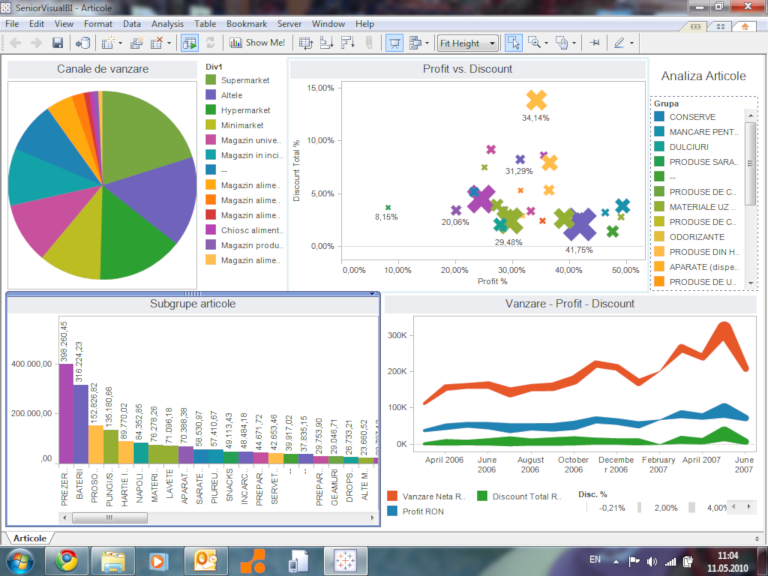 SeniorVisualBI - Articole
File Edit View Format Data Analysis Table Bookmark Server Window Help
Show Me! Fit Height
Canale de vanzare
Div1
Supermarket
Altele
Hypermarket
Minimarket
Magazin unive..
Magazin in inci..
--
Magazin alime..
Magazin alime..
Magazin alime..
Chiosc aliment..
Magazin produ..
Magazin alime..
Profit vs. Discount
Discount Total %
15,00%
10,00%
5,00%
0,00%
34,14%
31,29%
8,15%
20,06%
29,48%
41,75%
0,00% 10,00% 20,00% 30,00% 40,00% 50,00%
Profit %
Analiza Articole
Grupa
CONSERVE
MANCARE PENT..
DULCIURI
PRODUSE SARA..
--
PRODUSE DE C..
MATERIALE UZ ..
PRODUSE DE C..
ODORIZANTE
PRODUSE DIN H..
APARATE (dispe..
PRODUSE DE U..
Subgrupe articole
400.000,00
200.000,00
,00
398.260,45
316.224,23
152.826,82
135.180,66
89.770,02
84.352,85
76.278,26
71.096,18
70.388,38
58.630,97
57.410,67
49.113,43
48.484,18
44.671,72
42.653,46
39.917,02
37.835,15
29.753,90
29.046,71
26.733,21
23.660,52
PREZER..
BATERII
PROSO..
PUNGUS..
HARTIE I..
NAPOLI..
MATERI..
LAVETE
APARAT..
SARATE..
PIUREU..
SNACKS
INCARC..
PREPAR..
SERVET..
--
--
PREPAR..
GEAMURI
DROPS
ALTE M..
Vanzare - Profit - Discount
300K
200K
100K
0K
April 2006 June 2006 August 2006 October 2006 Decembe r 2006 February 2007 April 2007 June 2007
Vanzare Neta R.. Discount Total R..
Profit RON
Disc. %
-0,21% 2,00% 4,00%
Articole
EN
11:04
11.05.2010